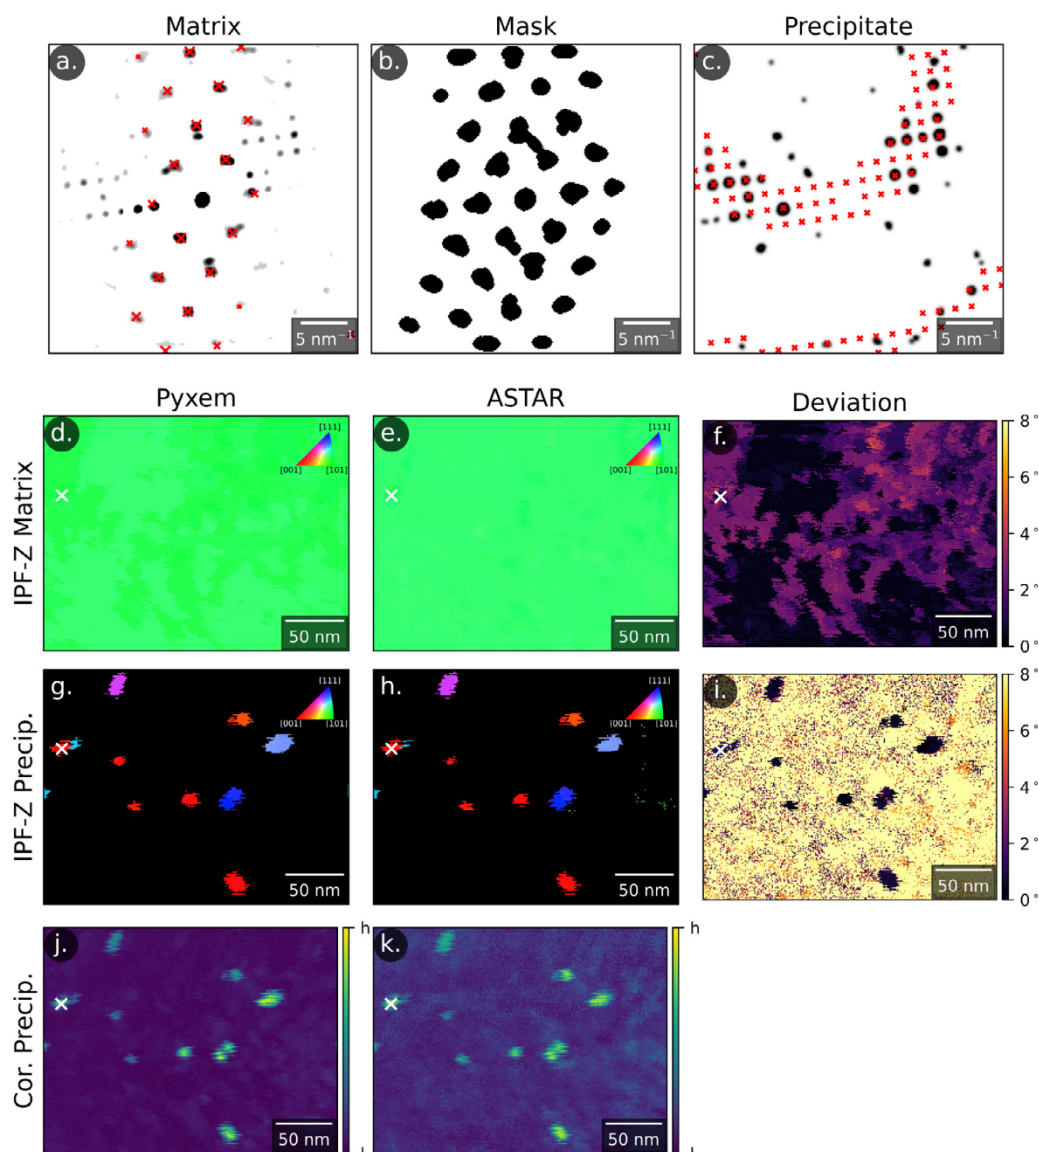 Matrix Mask Precipitate
a. b. c.
5 nm⁻¹ 5 nm⁻¹ 5 nm⁻¹
Pyxem ASTAR Deviation
IPF-Z Matrix
d. e. f.
[111] [111]
[001] [101] [001] [101]
50 nm 50 nm 50 nm
8°
6°
4°
2°
0°
IPF-Z Precip.
g. h. i.
[111] [111]
[001] [101] [001] [101]
50 nm 50 nm 50 nm
8°
6°
4°
2°
0°
Cor. Precip.
j. k.
h h
50 nm 50 nm